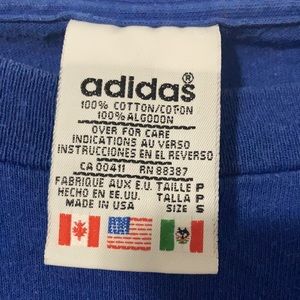 adidas®
100% COTTON/COTON
100% ALGODON
OVER FOR CARE
INDICATIONS AU VERSO
INSTRUCCIONES EN EL REVERSO
CA 00411 RN 88387
FABRIQUE AUX E.U. TAILLE P
HECHO EN EE.UU. TALLA P
MADE IN USA SIZE S